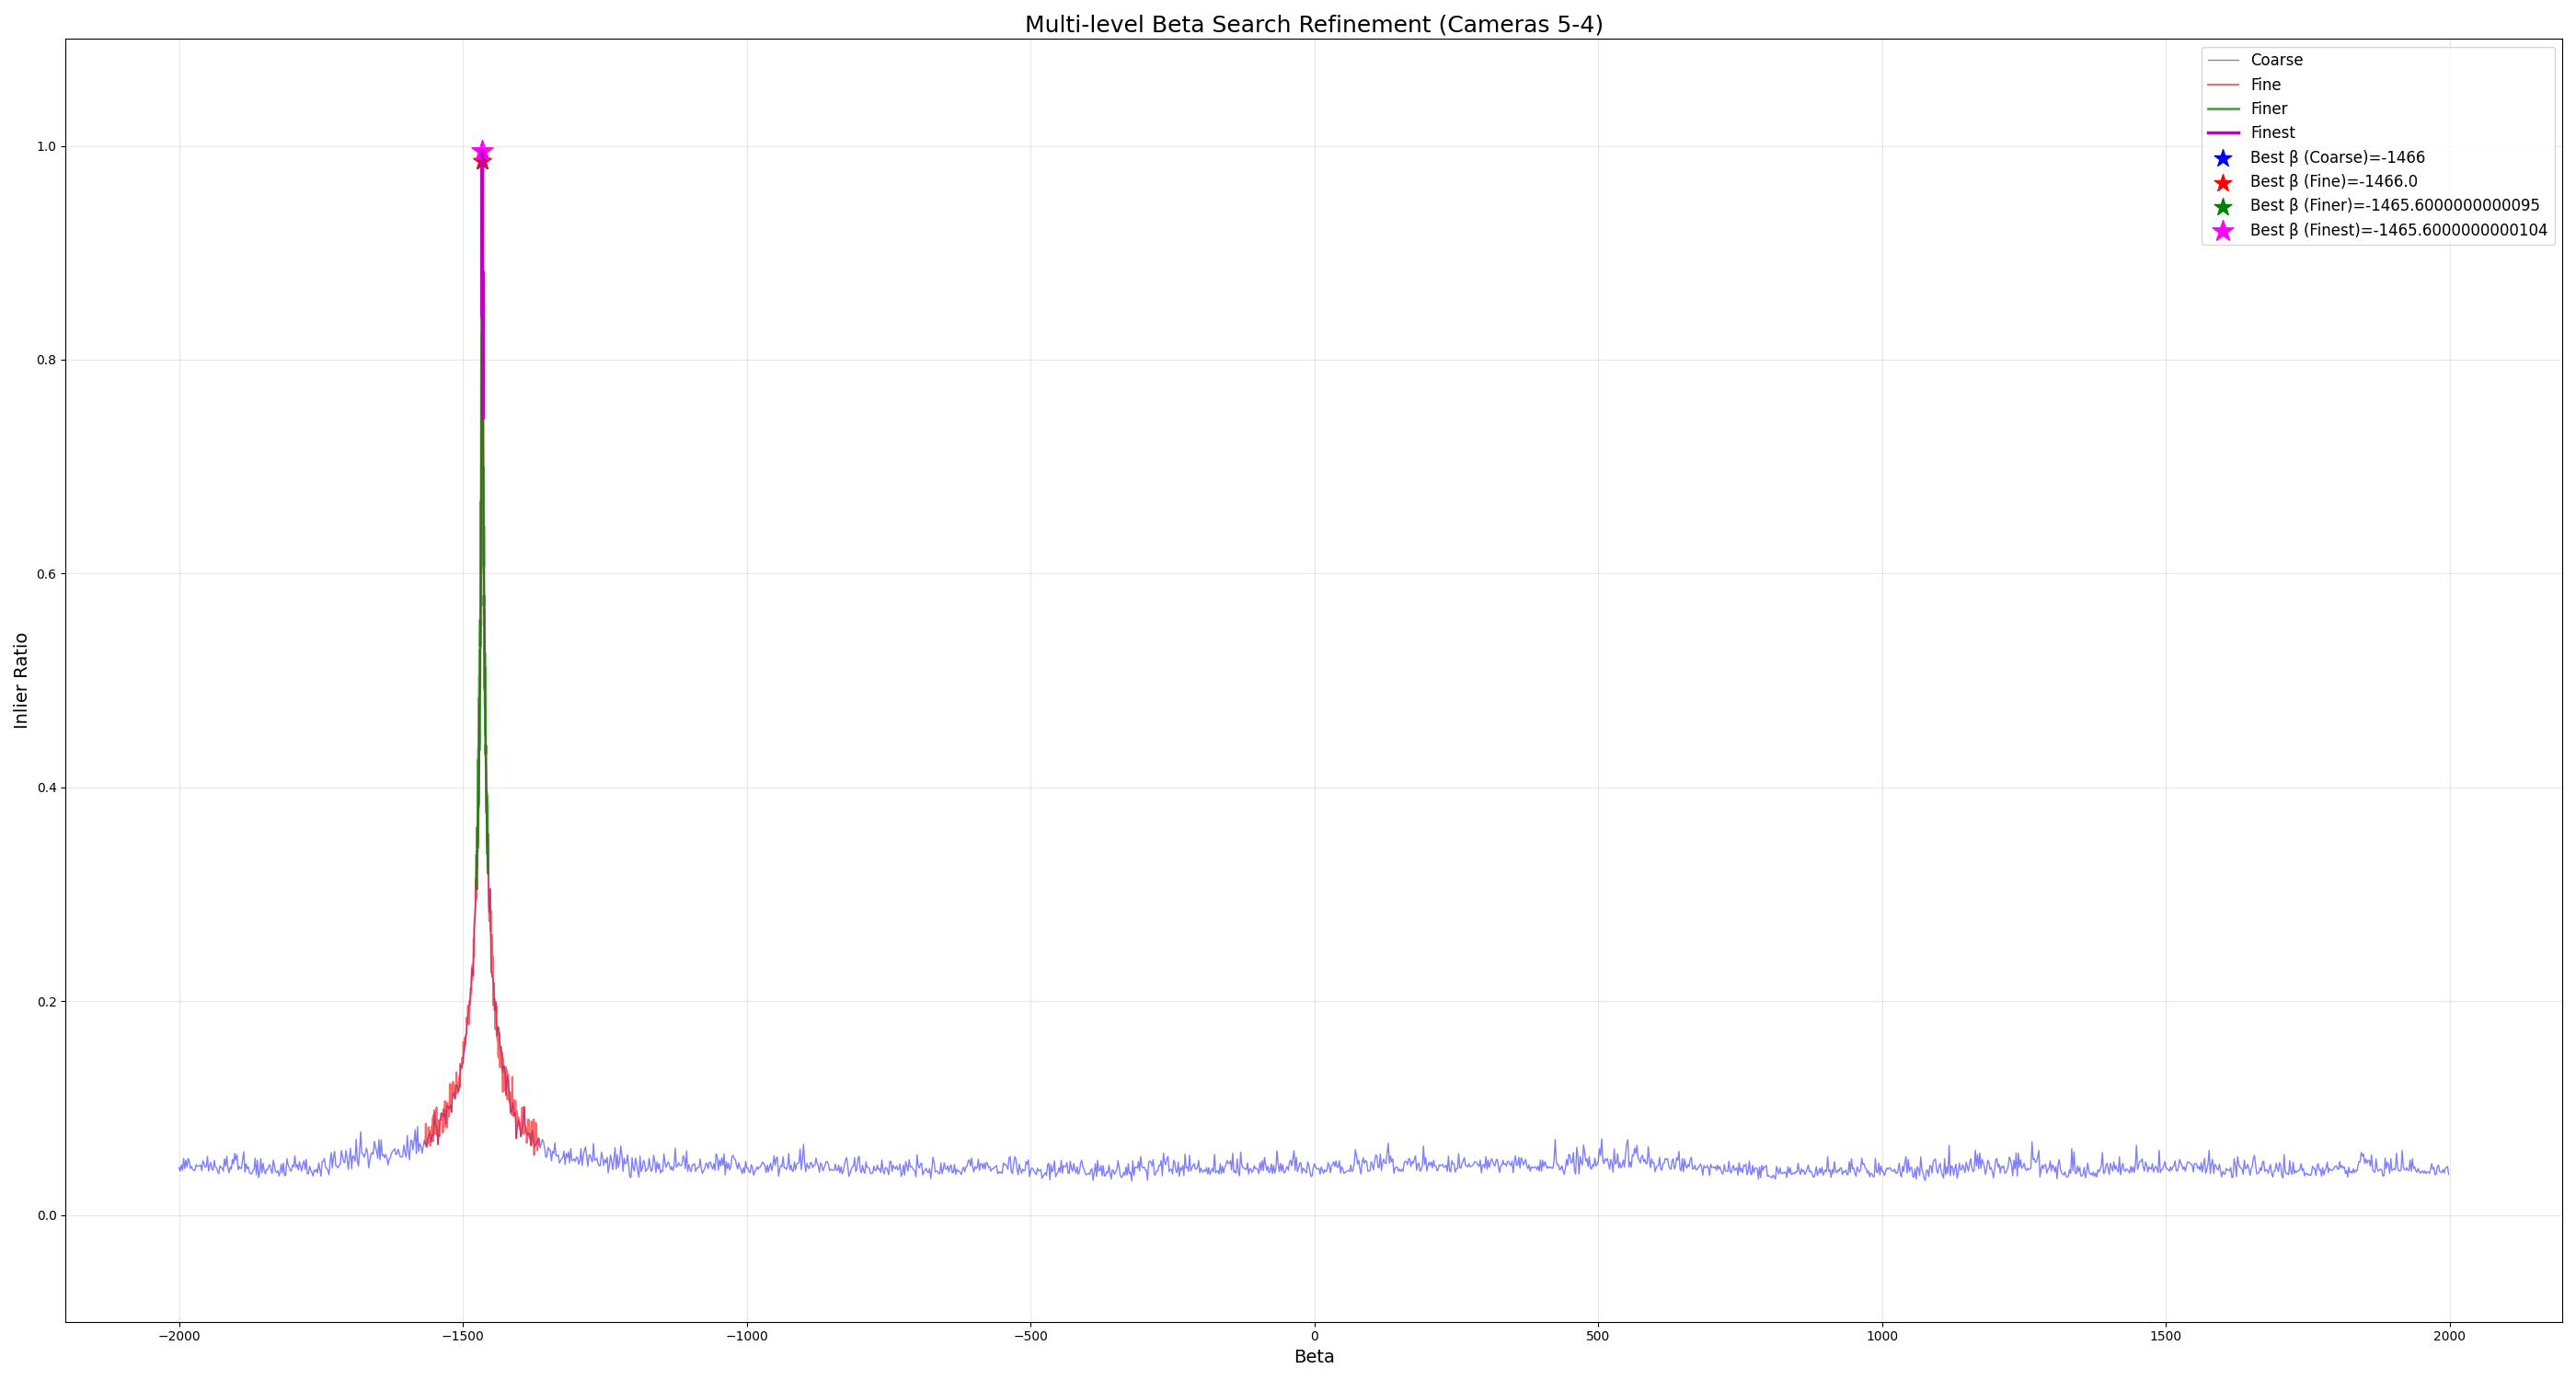 Multi-level Beta Search Refinement (Cameras 5-4)
Coarse
Fine
Finer
Finest
Best β (Coarse)=-1466
Best β (Fine)=-1466.0
Best β (Finer)=-1465.6000000000095
Best β (Finest)=-1465.6000000000104
Inlier Ratio
1.0
0.8
0.6
0.4
0.2
0.0
−2000 −1500 −1000 −500 0 500 1000 1500 2000
Beta